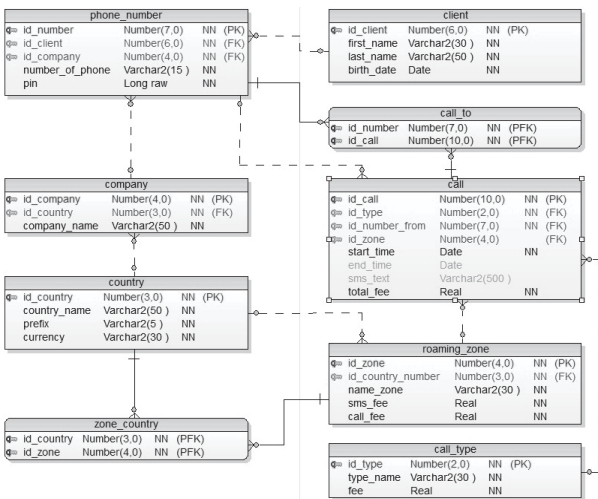 phone_number
id_number Number(7,0) NN (PK)
id_client Number(6,0) NN (FK)
id_company Number(4,0) NN (FK)
number_of_phone Varchar2(15 ) NN
pin Long raw NN
client
id_client Number(6,0) NN (PK)
first_name Varchar2(30 ) NN
last_name Varchar2(50 ) NN
birth_date Date NN
call_to
id_number Number(7,0) NN (PFK)
id_call Number(10,0) NN (PFK)
company
id_company Number(4,0) NN (PK)
id_country Number(3,0) NN (FK)
company_name Varchar2(50 ) NN
call
id_call Number(10,0) NN (PK)
id_type Number(2,0) NN (FK)
id_number_from Number(7,0) NN (FK)
id_zone Number(4,0) (FK)
start_time Date NN
end_time Date
sms_text Varchar2(500 )
total_fee Real NN
country
id_country Number(3,0) NN (PK)
country_name Varchar2(50 ) NN
prefix Varchar2(5 ) NN
currency Varchar2(30 ) NN
roaming_zone
id_zone Number(4,0) NN (PK)
id_country_number Number(3,0) NN (FK)
name_zone Varchar2(30 ) NN
sms_fee Real NN
call_fee Real NN
zone_country
id_country Number(3,0) NN (PFK)
id_zone Number(4,0) NN (PFK)
call_type
id_type Number(2,0) NN (PK)
type_name Varchar2(30 ) NN
fee Real NN